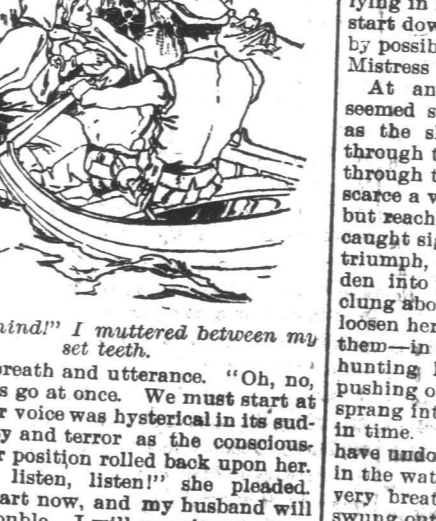 mind!" I muttered between my
set teeth.
breath and utterance. "Oh, no,
go at once. We must start at
voice was hysterical in its sud-
and terror as the conscious-
position rolled back upon her.
listen, listen!" she pleaded.
now, and my husband will
lying in
start dow
by possib
Mistress
At an
seemed s
as the s
through t
through t
scarce a v
but reach
caught si
triumph,
den into
clung abo
loosen her
them—in
hunting
pushing o
sprang int
in time.
have undo
in the wat
very breat
swung out